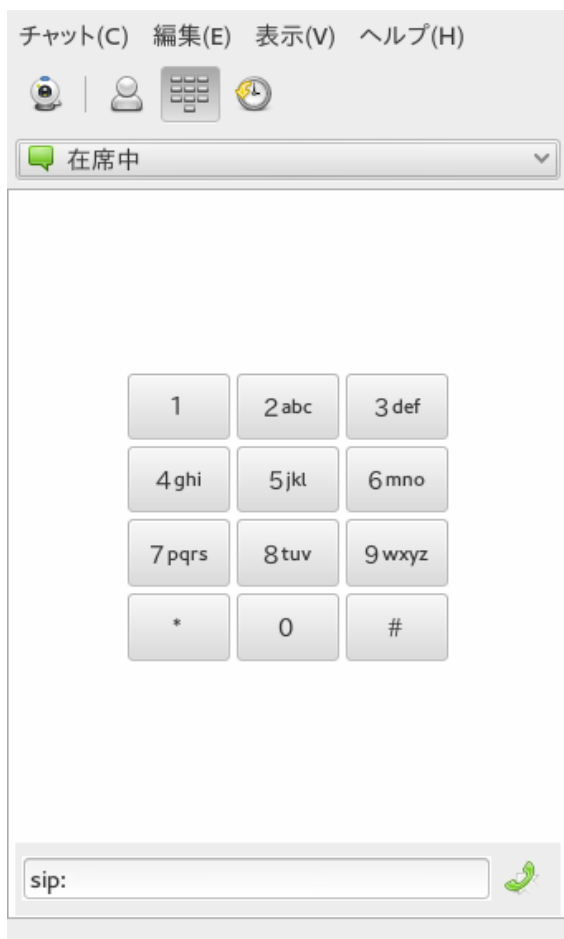 チャット(C) 編集(E) 表示(V) ヘルプ(H)
在席中
1 2abc 3def
4ghi 5jkl 6mno
7pqrs 8tuv 9wxyz
* 0 #
sip: